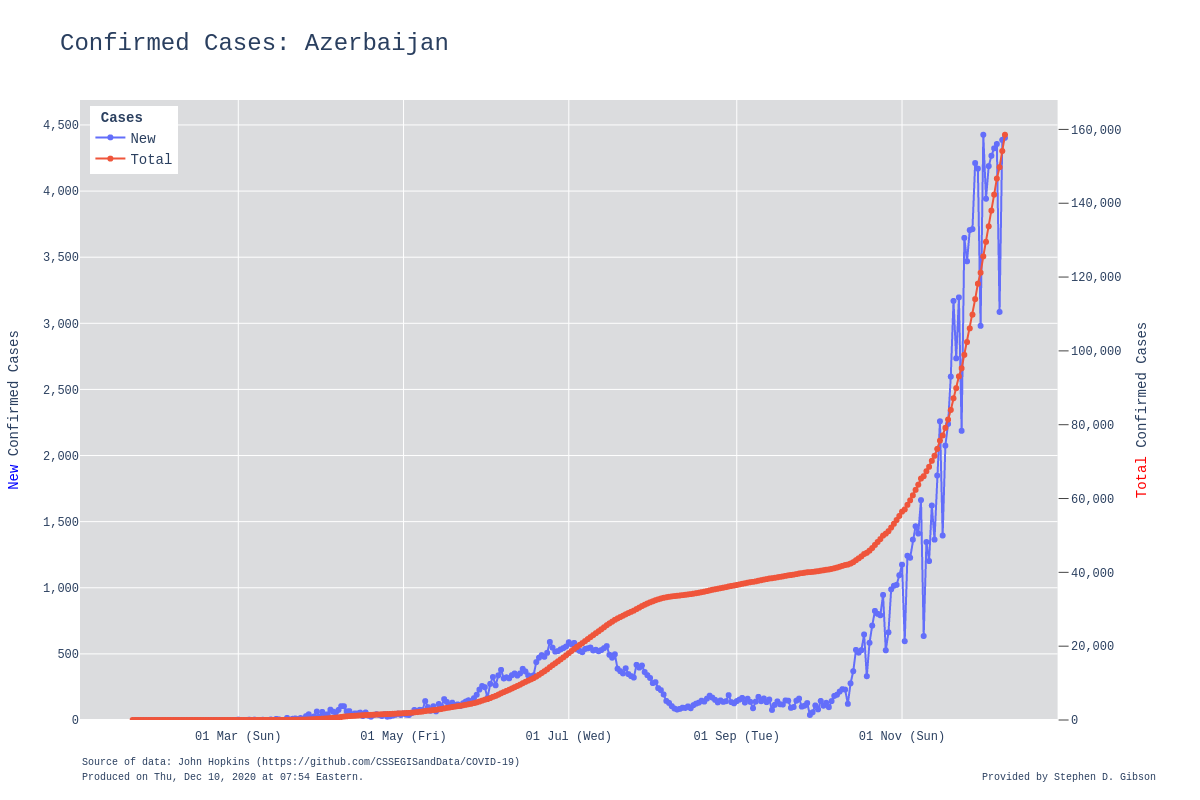 Confirmed Cases: Azerbaijan
Cases
New
Total
4,500
4,000
3,500
3,000
2,500
2,000
1,500
1,000
500
0
New Confirmed Cases
160,000
140,000
120,000
100,000
80,000
60,000
40,000
20,000
0
Total Confirmed Cases
01 Mar (Sun) 01 May (Fri) 01 Jul (Wed) 01 Sep (Tue) 01 Nov (Sun)
Source of data: John Hopkins (https://github.com/CSSEGISandData/COVID-19)
Produced on Thu, Dec 10, 2020 at 07:54 Eastern.
Provided by Stephen D. Gibson